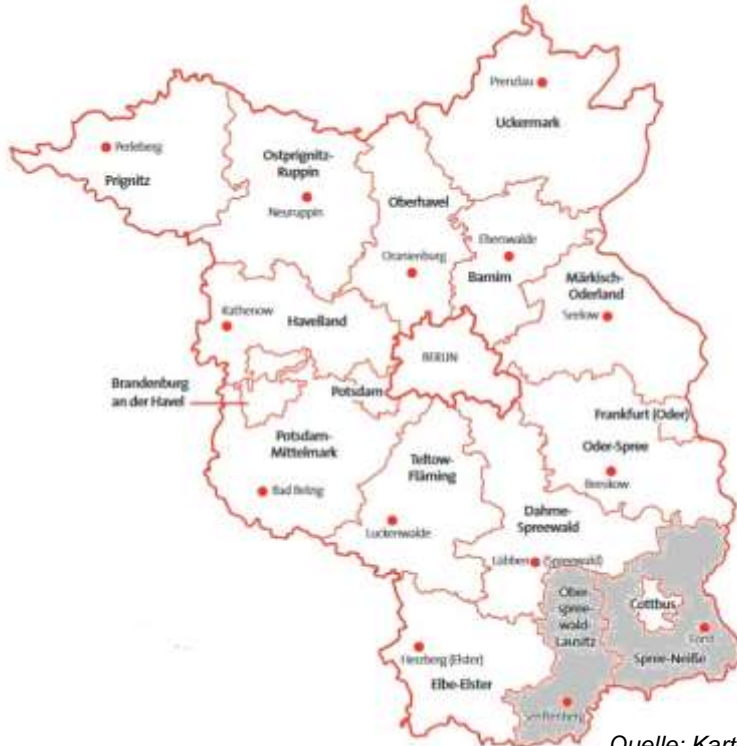 Prenzlau
Uckermark
Perleberg
Prignitz
Ostprignitz-
Ruppin
Neuruppin
Oberhavel
Oranienburg
Eberswalde
Barnim
Märkisch-
Oderland
Seelow
Rathenow
Havelland
BERLIN
Brandenburg
an der Havel
Potsdam
Potsdam-
Mittelmark
Bad Belzig
Teltow-
Fläming
Luckenwalde
Frankfurt (Oder)
Oder-Spree
Beeskow
Dahme-
Spreewald
Lübben (Spreewald)
Ober
spree-
wald-
Lausitz
Cottbus
Forst
Spree-Neiße
Herzberg (Elster)
Elbe-Elster
Senftenberg
Quelle: Kart